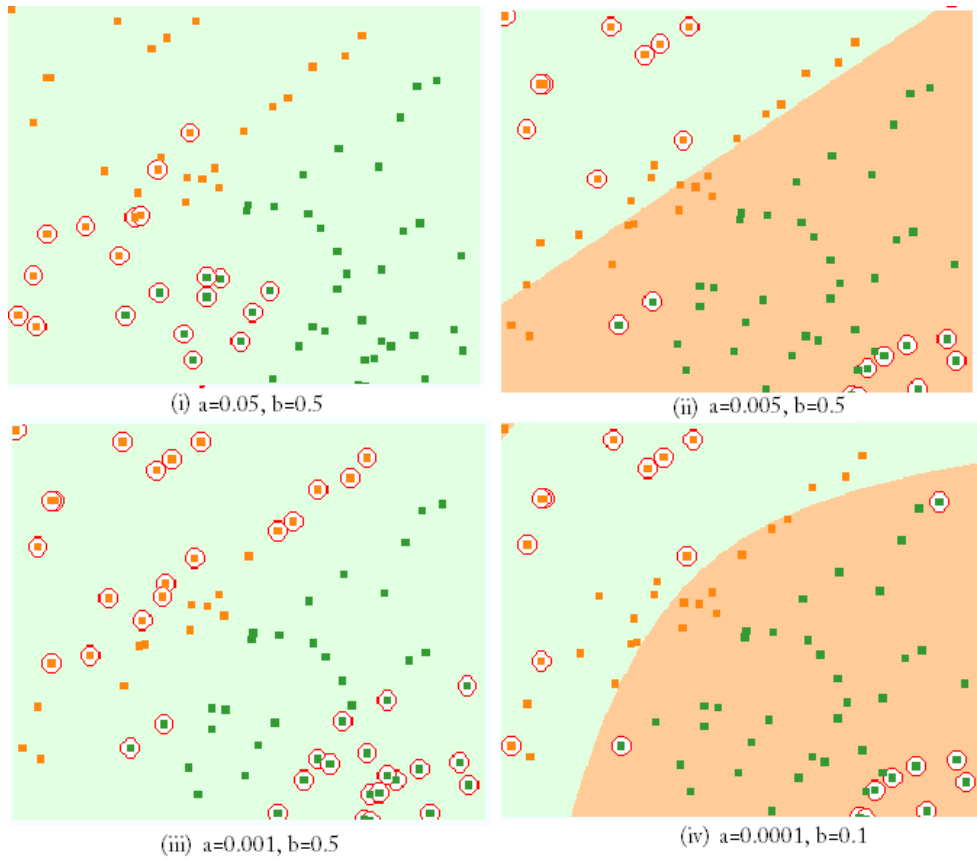 (i) a=0.05, b=0.5
(ii) a=0.005, b=0.5
(iii) a=0.001, b=0.5
(iv) a=0.0001, b=0.1